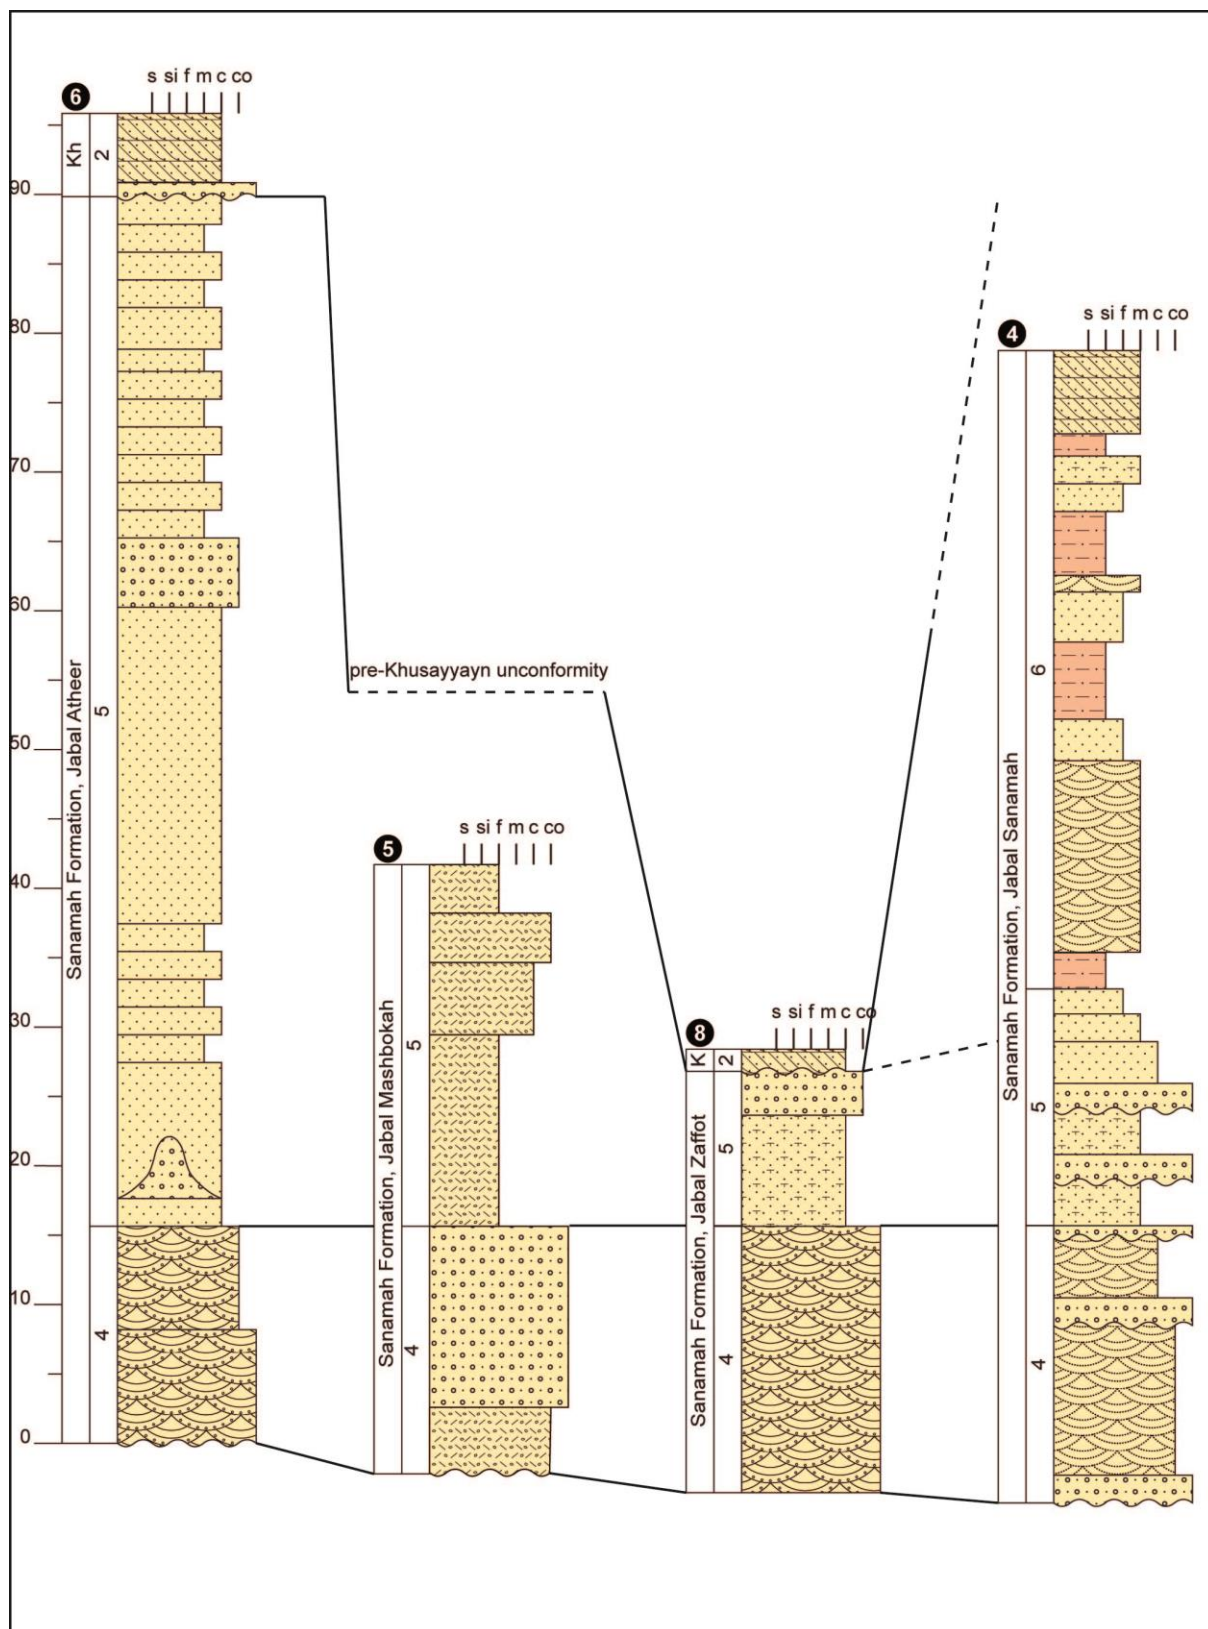 s si f m c co
6
Kh
2
90
80
70
60
50
40
30
20
10
0
Sanamah Formation, Jabal Atheer
5
4
pre-Khusayyayn unconformity
s si f m c co
5
Sanamah Formation, Jabal Mashbokah
5
4
s si f m c co
8
K
2
Sanamah Formation, Jabal Zaffot
5
4
s si f m c co
4
Sanamah Formation, Jabal Sanamah
6
5
4